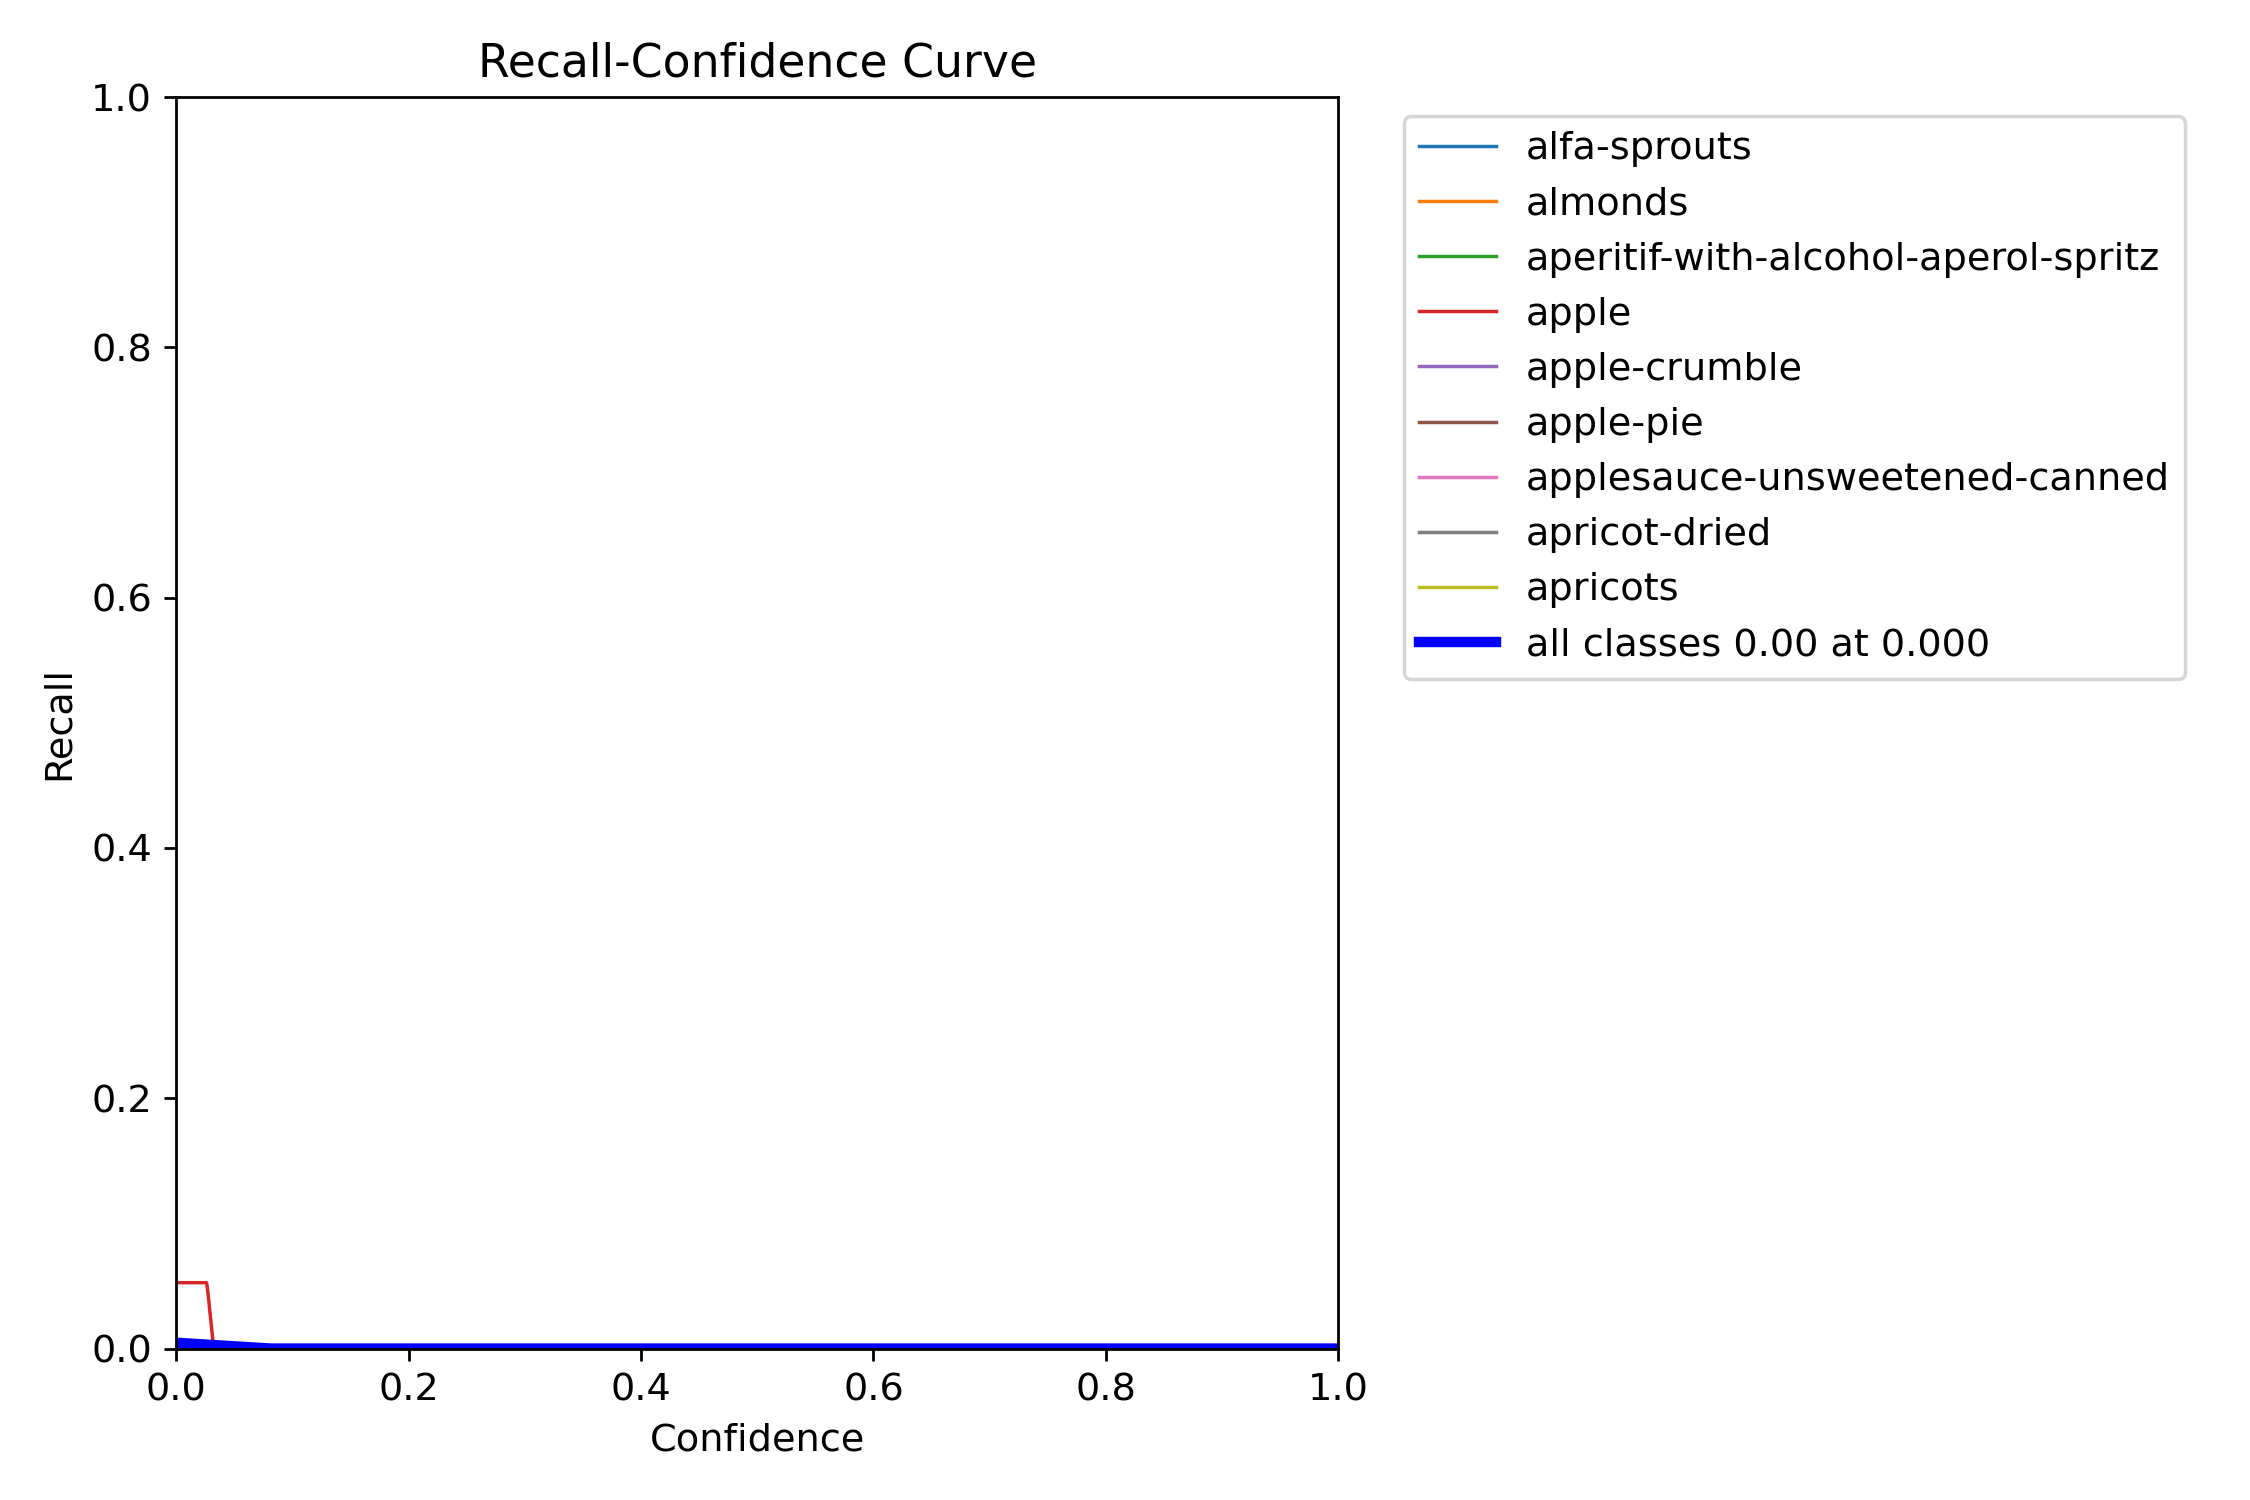 Recall-Confidence Curve
1.0
0.8
0.6
0.4
0.2
0.0
Recall
0.0 0.2 0.4 0.6 0.8 1.0
Confidence
alfa-sprouts
almonds
aperitif-with-alcohol-aperol-spritz
apple
apple-crumble
apple-pie
applesauce-unsweetened-canned
apricot-dried
apricots
all classes 0.00 at 0.000